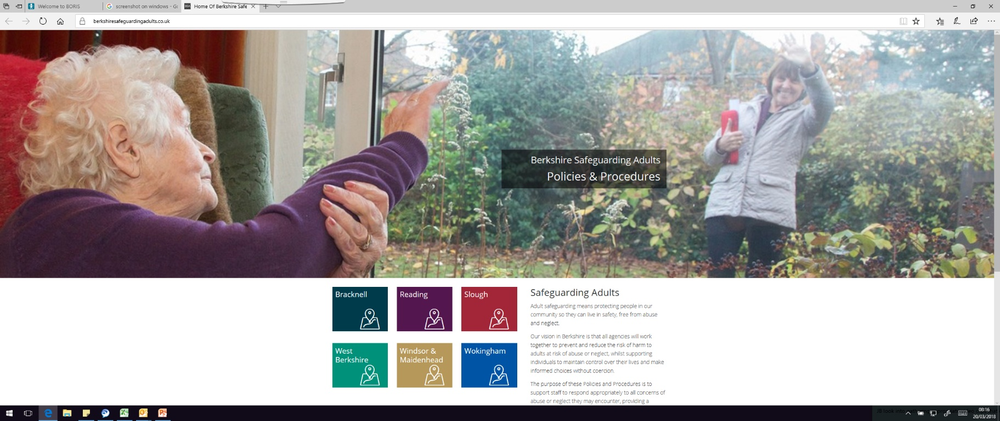 Welcome to BORIS
screenshot on windows - Go
Home Of Berkshire Safe
berkshiresafeguardingadults.co.uk
Berkshire Safeguarding Adults
Policies & Procedures
Bracknell
Reading
Slough
West
Berkshire
Windsor &
Maidenhead
Wokingham
Safeguarding Adults
Adult safeguarding means protecting people in our
community so they can live in safety, free from abuse
and neglect.
Our vision in Berkshire is that all agencies will work
together to prevent and reduce the risk of harm to
adults at risk of abuse or neglect, whilst supporting
individuals to maintain control over their lives and make
informed choices without coercion.
The purpose of these Policies and Procedures is to
support staff to respond appropriately to all concerns of
abuse or neglect they may encounter, providing a
JB look into
08:16
20/03/2018